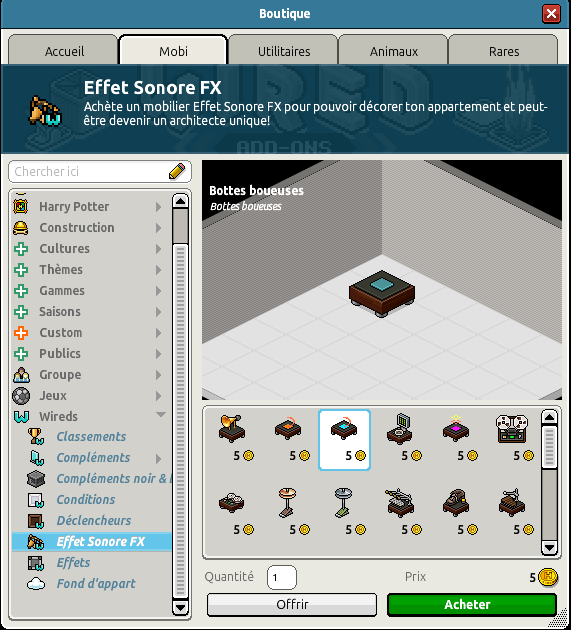 Boutique
Accueil
Mobi
Utilitaires
Animaux
Rares
WIRED
ADD-ONS
Effet Sonore FX
Achète un mobilier Effet Sonore FX pour pouvoir décorer ton appartement et peut-
être devenir un architecte unique!
Chercher ici
Harry Potter
Construction
Cultures
Thèmes
Gammes
Saisons
Custom
Publics
Groupe
Jeux
Wireds
Classements
Compléments
Compléments noir &
Conditions
Déclencheurs
Effet Sonore FX
Effets
Fond d'appart
Bottes boueuses
Bottes boueuses
5 5 5 5 5 5
5 5 5 5 5 5
Quantité 1 Prix 5
Offrir
Acheter